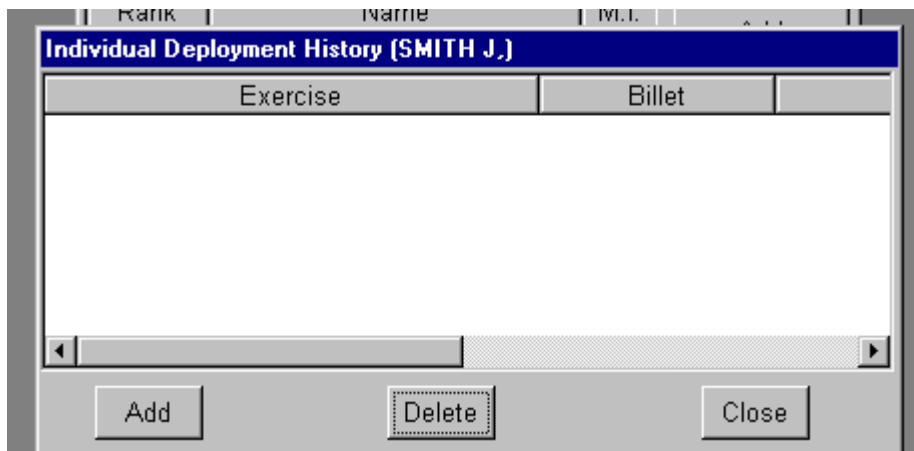 Rank Name M.I.
Individual Deployment History (SMITH J,)
Exercise Billet
Add Delete Close